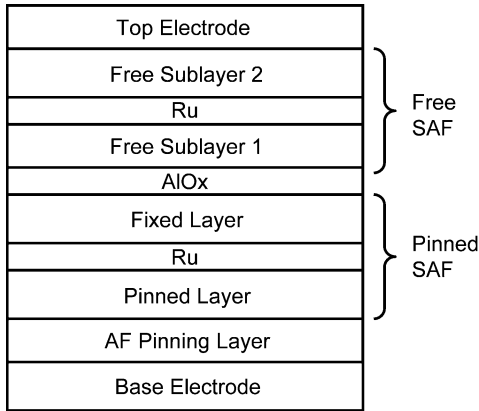 Top Electrode
Free Sublayer 2
Ru
Free Sublayer 1
AlOx
Fixed Layer
Ru
Pinned Layer
AF Pinning Layer
Base Electrode
Free
SAF
Pinned
SAF